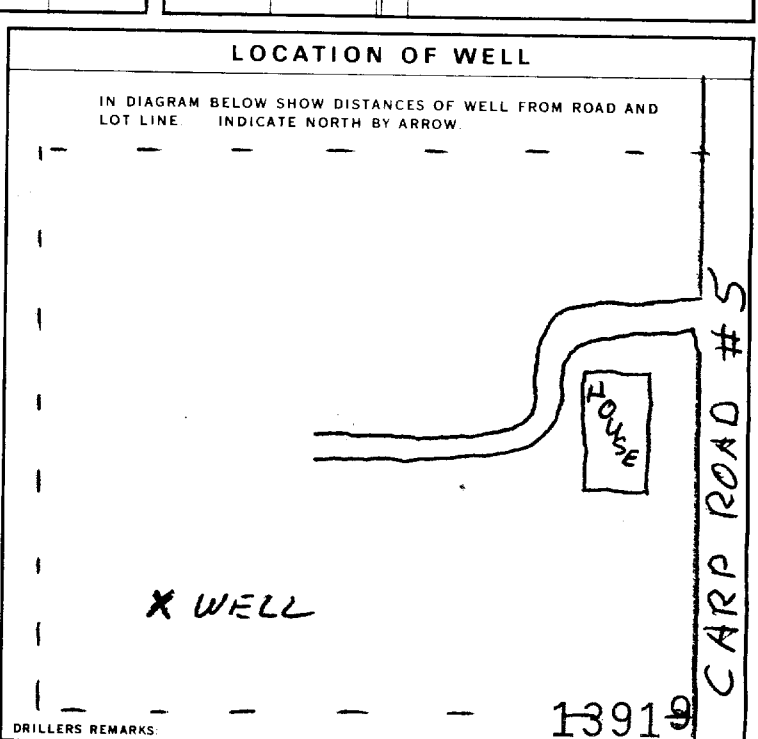 LOCATION OF WELL
IN DIAGRAM BELOW SHOW DISTANCES OF WELL FROM ROAD AND
LOT LINE. INDICATE NORTH BY ARROW.
CARP ROAD #5
HOUSE
X WELL
13919
DRILLERS REMARKS: